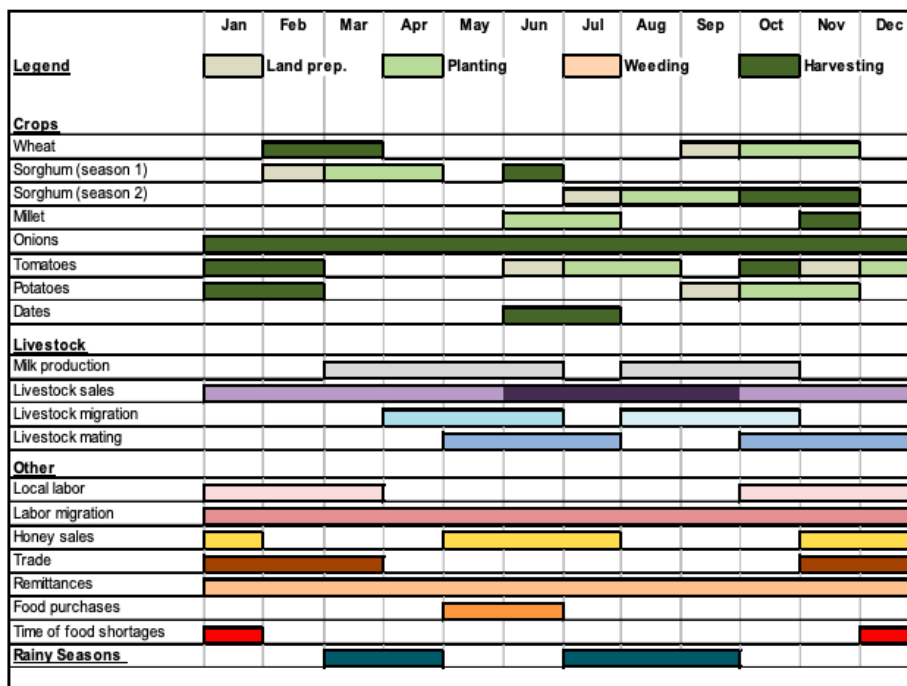 Jan Feb Mar Apr May Jun Jul Aug Sep Oct Nov Dec
Legend Land prep. Planting Weeding Harvesting
Crops
Wheat
Sorghum (season 1)
Sorghum (season 2)
Millet
Onions
Tomatoes
Potatoes
Dates
Livestock
Milk production
Livestock sales
Livestock migration
Livestock mating
Other
Local labor
Labor migration
Honey sales
Trade
Remittances
Food purchases
Time of food shortages
Rainy Seasons